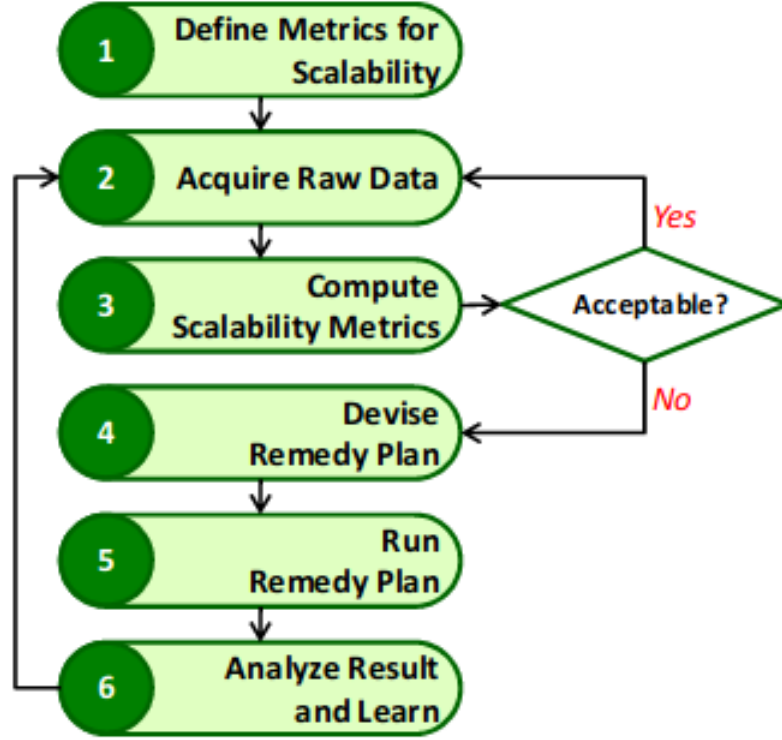 1
Define Metrics for
Scalability
2
Acquire Raw Data
Yes
3
Compute
Scalability Metrics
Acceptable?
No
4
Devise
Remedy Plan
5
Run
Remedy Plan
6
Analyze Result
and Learn